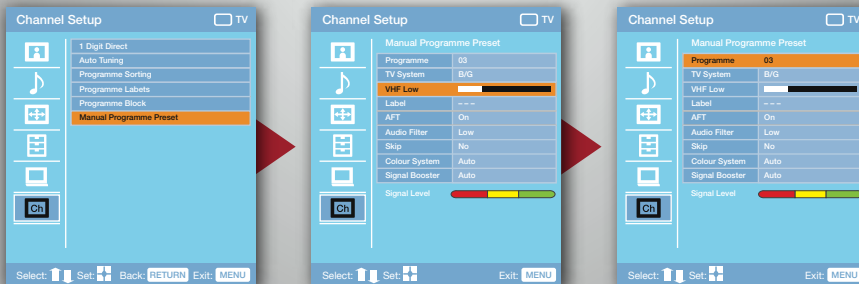 Channel Setup TV
1 Digit Direct
Auto Tuning
Programme Sorting
Programme Labels
Programme Block
Manual Programme Preset
Ch
Select: Set: Back: RETURN Exit: MENU
Channel Setup TV
Manual Programme Preset
Programme 03
TV System B/G
VHF Low
Label – – –
AFT On
Audio Filter Low
Skip No
Colour System Auto
Signal Booster Auto
Signal Level
Ch
Select: Set: Exit: MENU
Channel Setup TV
Manual Programme Preset
Programme 03
TV System B/G
VHF Low
Label – – –
AFT On
Audio Filter Low
Skip No
Colour System Auto
Signal Booster Auto
Signal Level
Ch
Select: Set: Exit: MENU